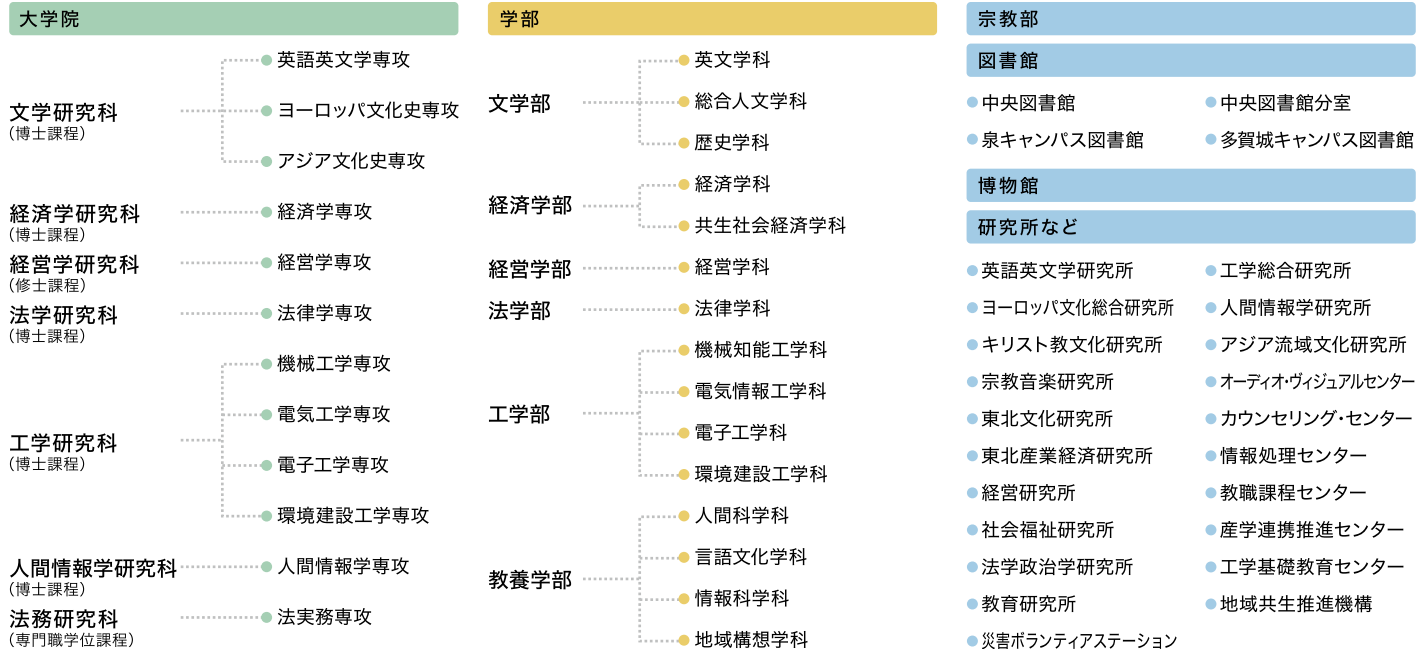 大学院
文学研究科
(博士課程)
英語英文学専攻
ヨーロッパ文化史専攻
アジア文化史専攻
経済学研究科
(博士課程)
経済学専攻
経営学研究科
(修士課程)
経営学専攻
法学研究科
(博士課程)
法律学専攻
工学研究科
(博士課程)
機械工学専攻
電気工学専攻
電子工学専攻
環境建設工学専攻
人間情報学研究科
(博士課程)
人間情報学専攻
法務研究科
(専門職学位課程)
法実務専攻
学部
文学部
英文学科
総合人文学科
歴史学科
経済学部
経済学科
共生社会経済学科
経営学部
経営学科
法学部
法律学科
工学部
機械知能工学科
電気情報工学科
電子工学科
環境建設工学科
教養学部
人間科学科
言語文化学科
情報科学科
地域構想学科
宗教部
図書館
中央図書館
中央図書館分室
泉キャンパス図書館
多賀城キャンパス図書館
博物館
研究所など
英語英文学研究所
ヨーロッパ文化総合研究所
キリスト教文化研究所
宗教音楽研究所
東北文化研究所
東北産業経済研究所
経営研究所
社会福祉研究所
法学政治学研究所
教育研究所
災害ボランティアステーション
工学総合研究所
人間情報学研究所
アジア流域文化研究所
オーディオ・ヴィジュアルセンター
カウンセリング・センター
情報処理センター
教職課程センター
産学連携推進センター
工学基礎教育センター
地域共生推進機構